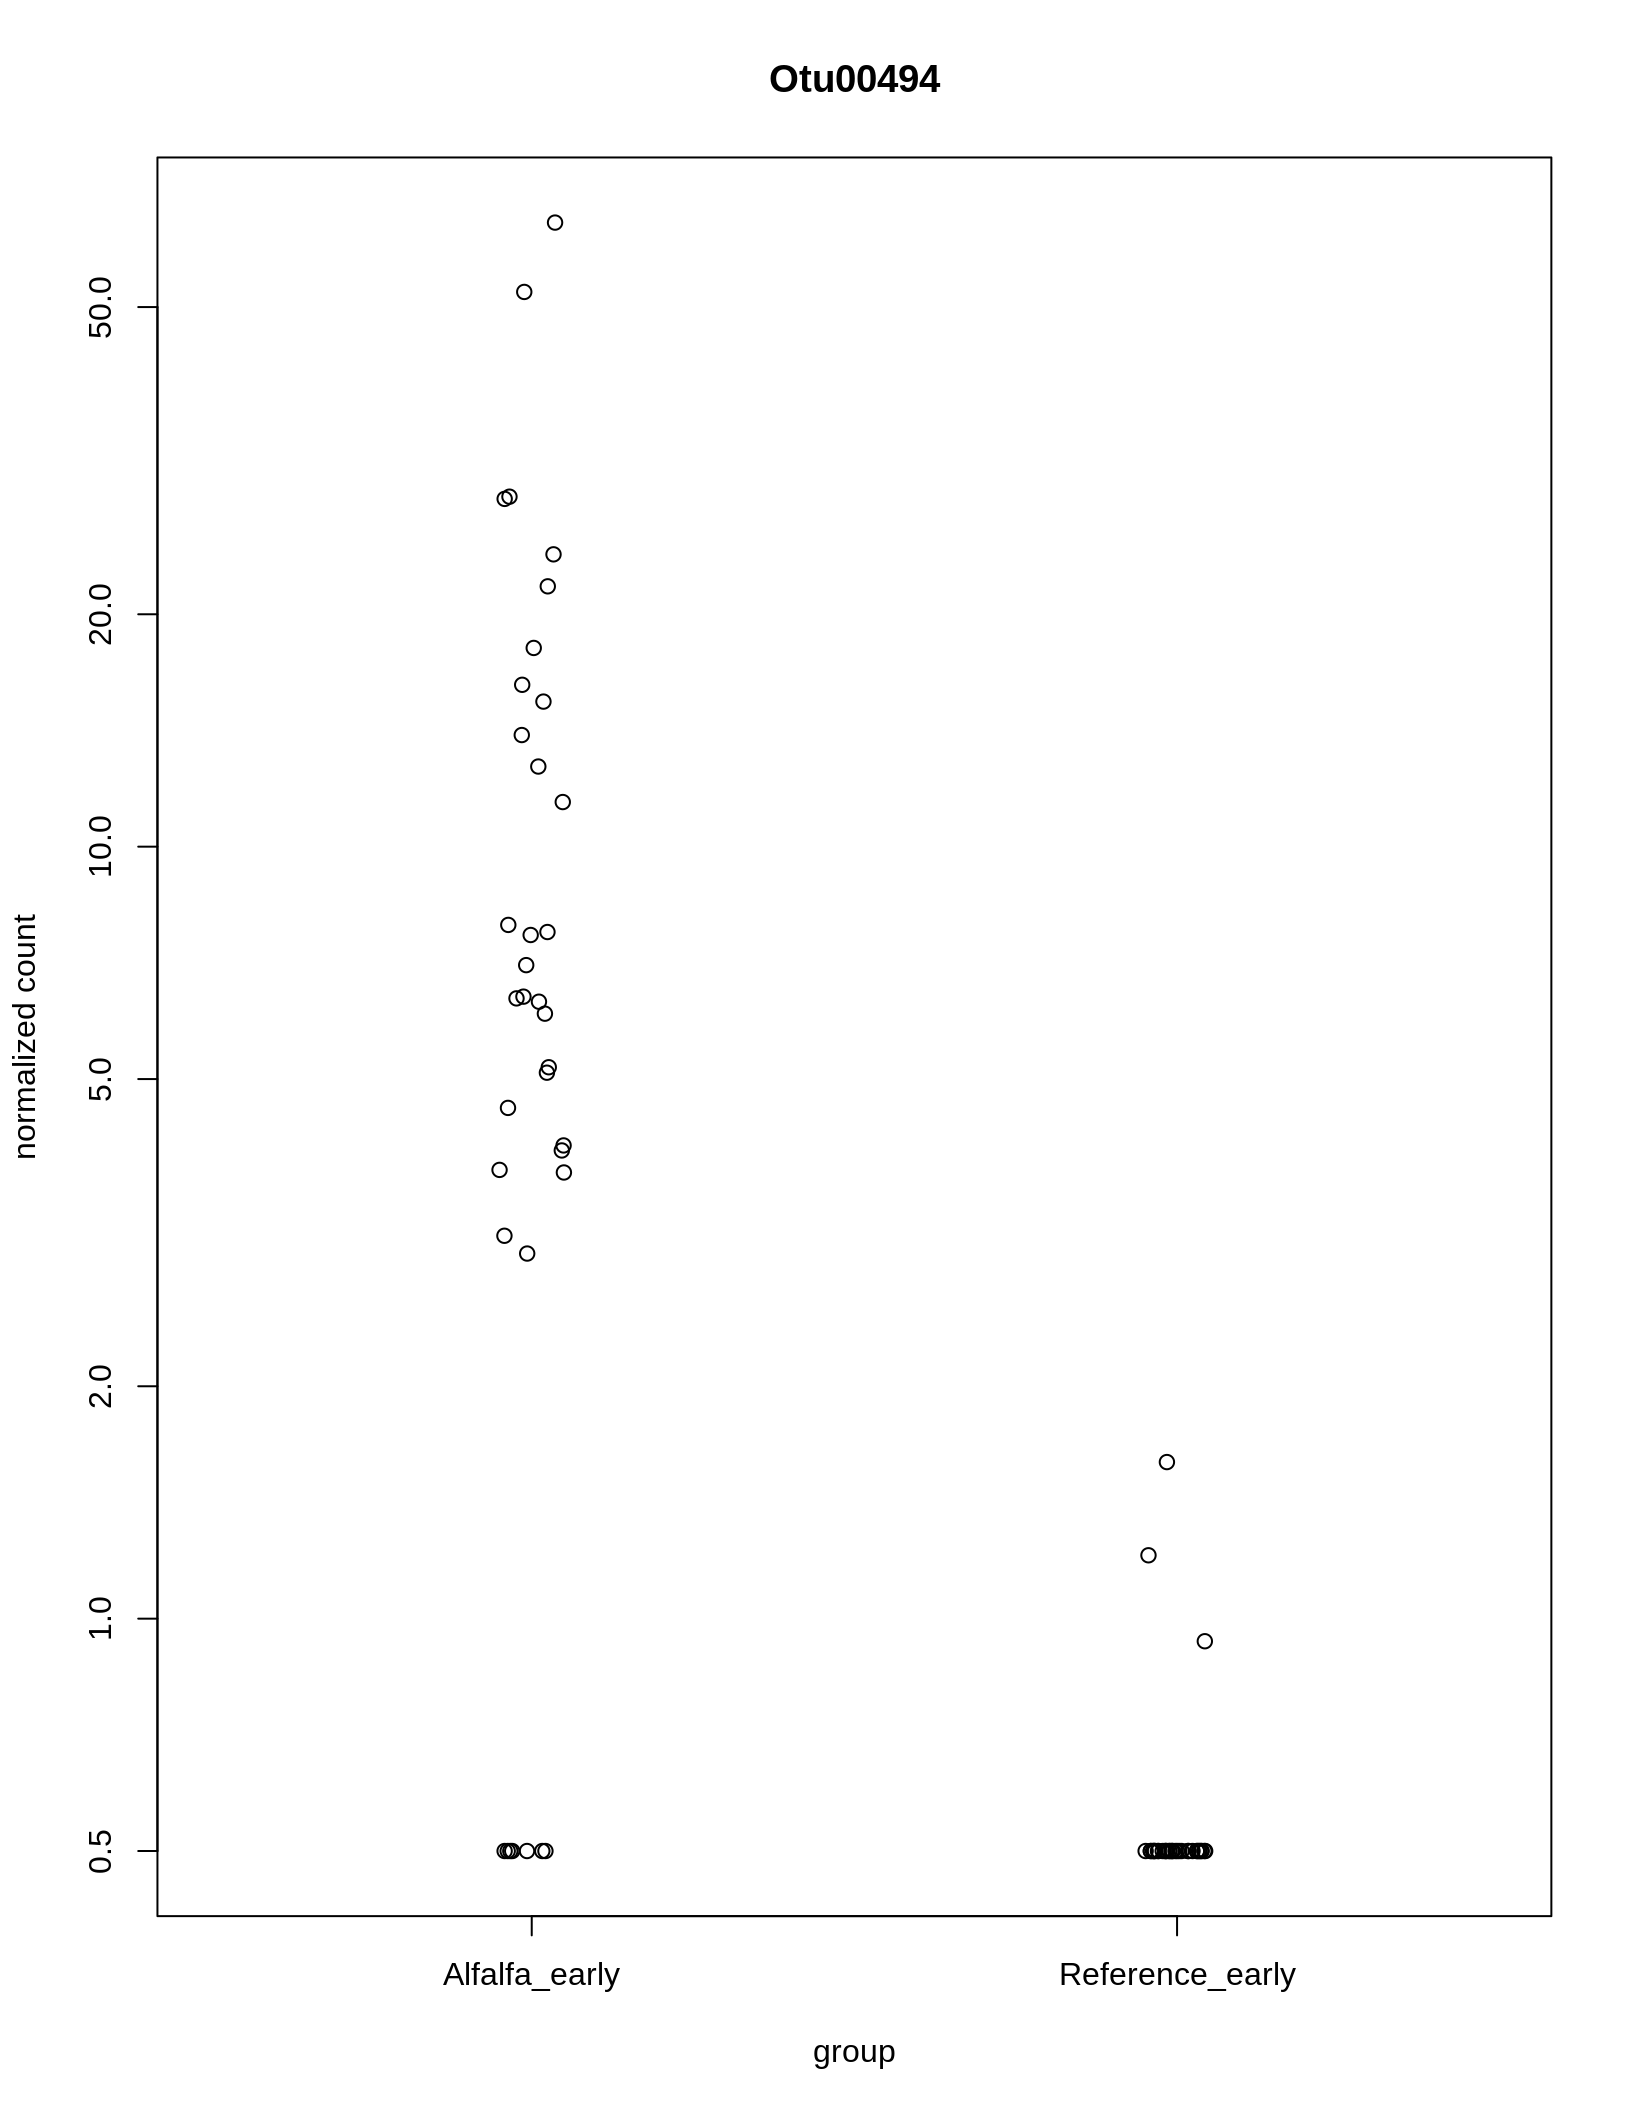 Otu00494
normalized count
50.0
20.0
10.0
5.0
2.0
1.0
0.5
Alfalfa_early
Reference_early
group